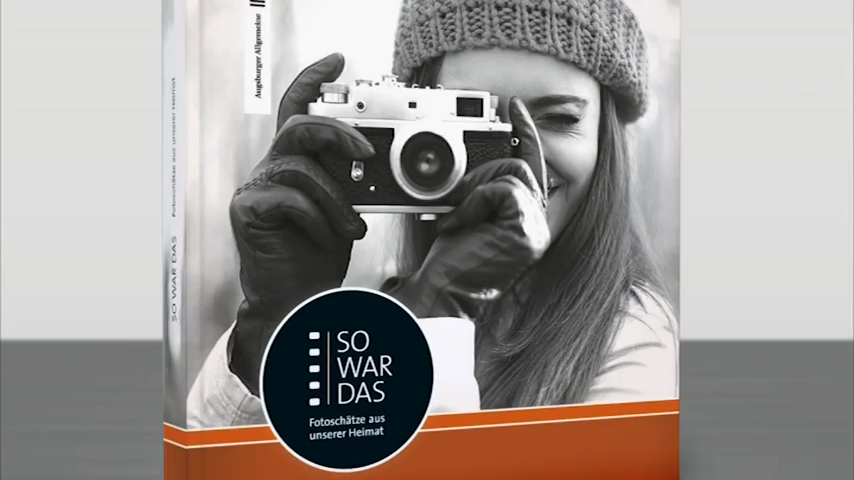 Augsburger Allgemeine
SO WAR DAS Fotoschätze aus unserer Heimat
SO
WAR
DAS
Fotoschätze aus
unserer Heimat